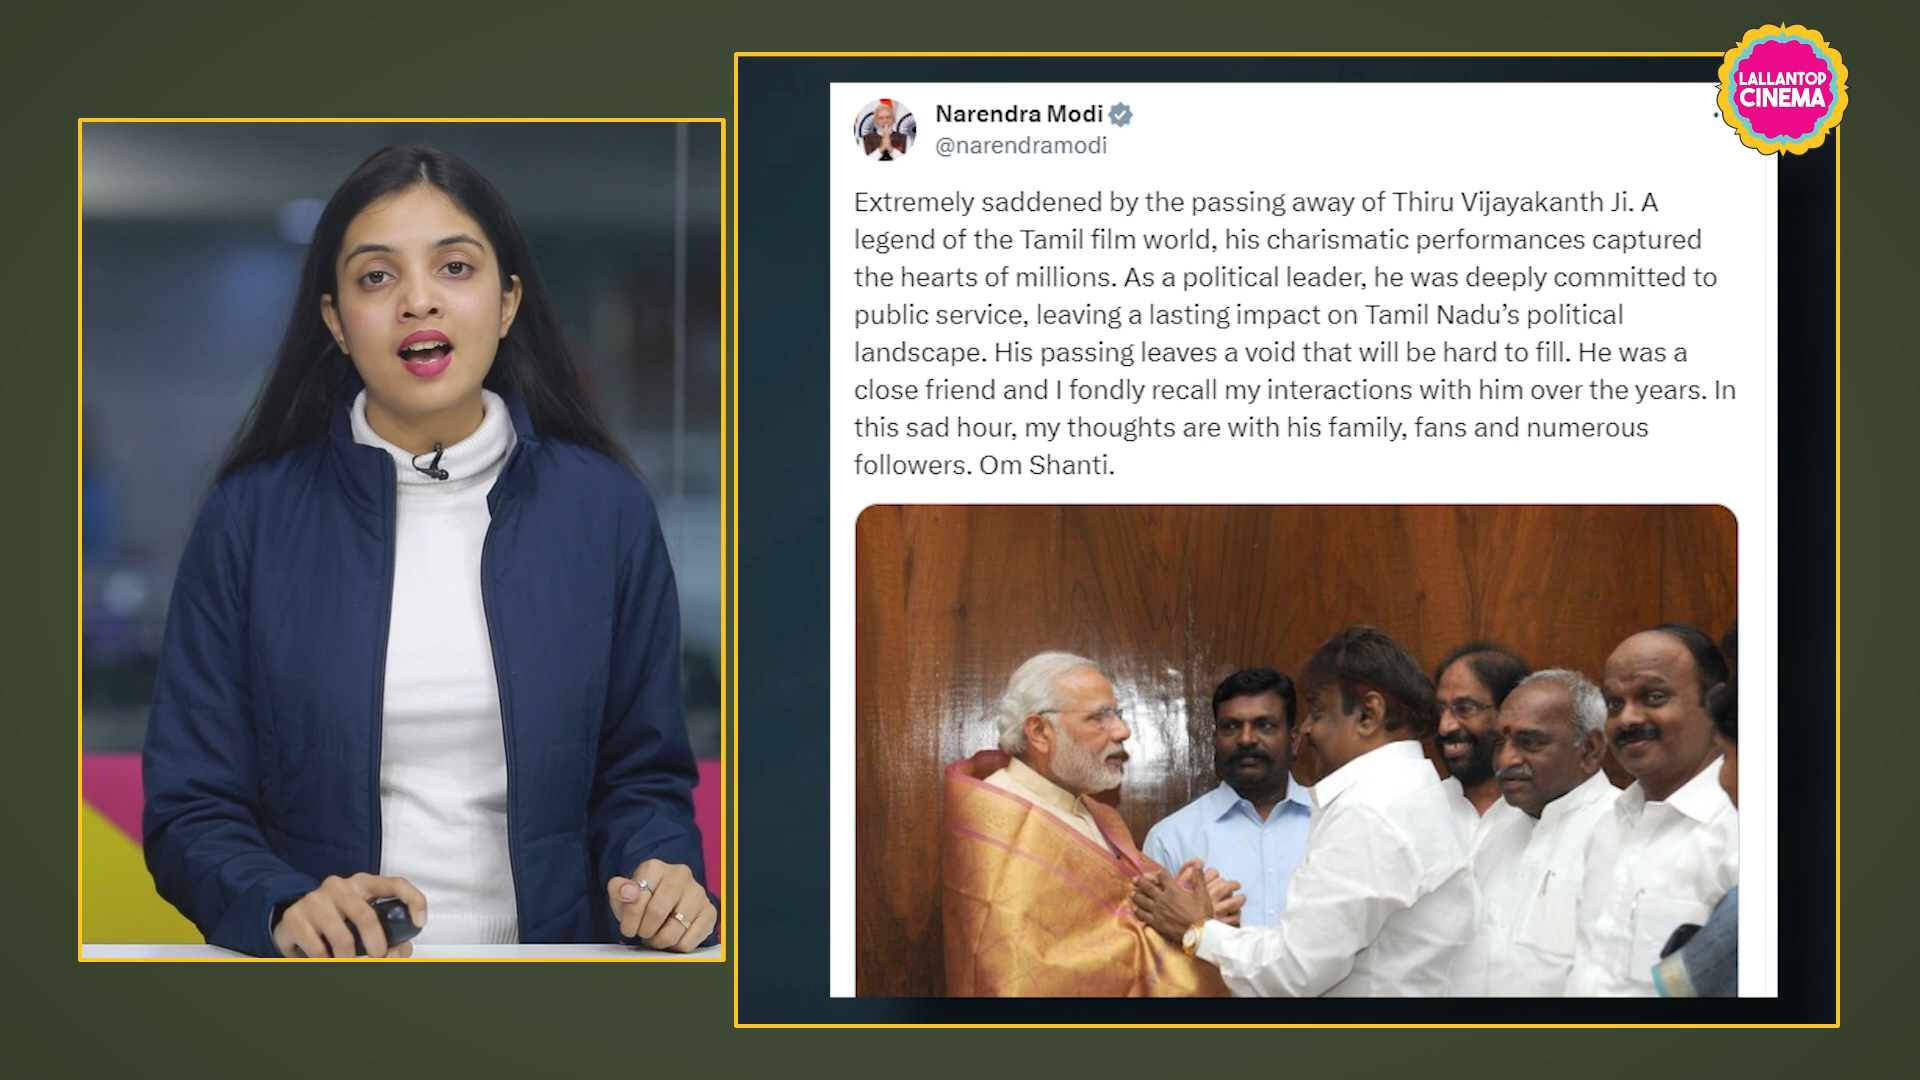 LALLANTOP
CINEMA
Narendra Modi
@narendramodi
Extremely saddened by the passing away of Thiru Vijayakanth Ji. A
legend of the Tamil film world, his charismatic performances captured
the hearts of millions. As a political leader, he was deeply committed to
public service, leaving a lasting impact on Tamil Nadu’s political
landscape. His passing leaves a void that will be hard to fill. He was a
close friend and I fondly recall my interactions with him over the years. In
this sad hour, my thoughts are with his family, fans and numerous
followers. Om Shanti.